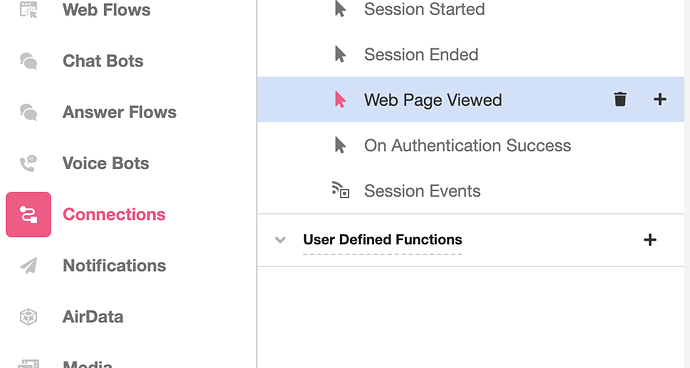 Web Flows
Chat Bots
Answer Flows
Voice Bots
Connections
Notifications
AirData
Media
Session Started
Session Ended
Web Page Viewed
On Authentication Success
Session Events
User Defined Functions